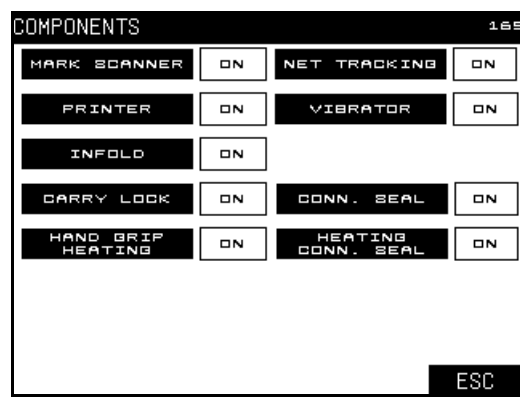 COMPONENTS 165
MARK SCANNER ON NET TRACKING ON
PRINTER ON VIBRATOR ON
INFOLD ON
CARRY LOCK ON CONN. SEAL ON
HAND GRIP HEATING ON HEATING CONN. SEAL ON
ESC